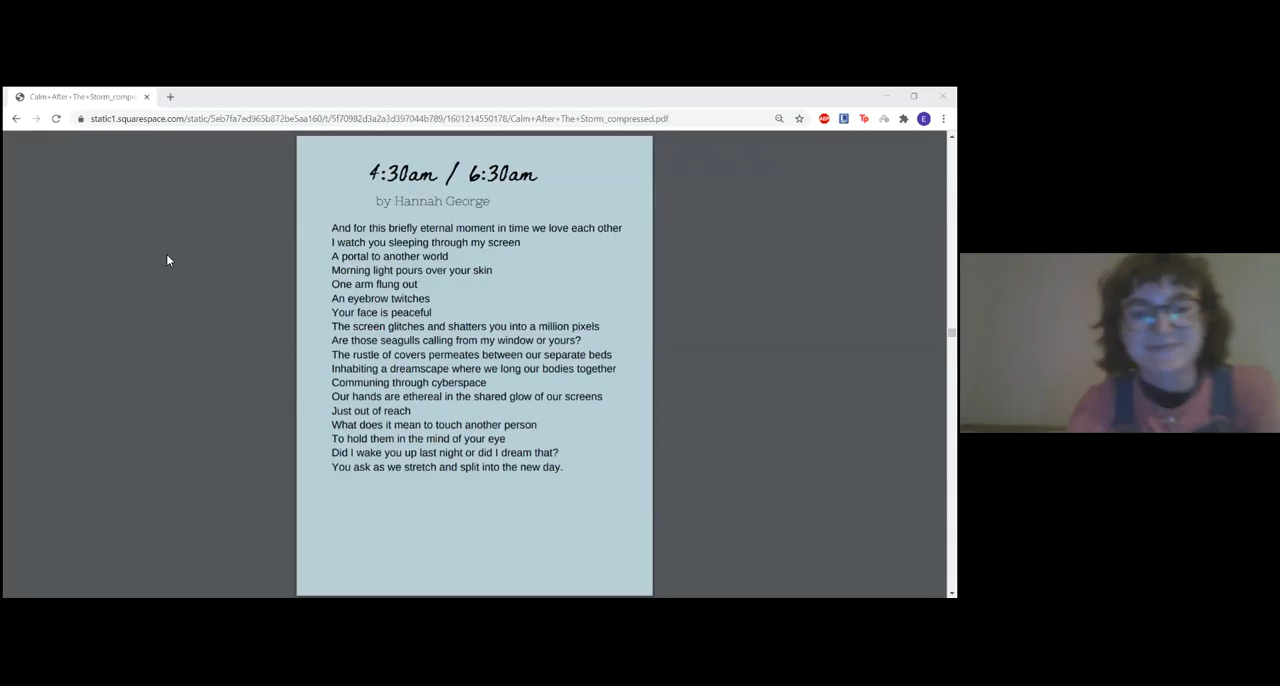 Calm+After+The+Storm_compre
static1.squarespace.com/static/5eb7fa7ed965b872be5aa160/t/5f70982d3a2a3d397044b789/1601214550178/Calm+After+The+Storm_compressed.pdf
ABP
Tp
E
4:30am / 6:30am
by Hannah George
And for this briefly eternal moment in time we love each other
I watch you sleeping through my screen
A portal to another world
Morning light pours over your skin
One arm flung out
An eyebrow twitches
Your face is peaceful
The screen glitches and shatters you into a million pixels
Are those seagulls calling from my window or yours?
The rustle of covers permeates between our separate beds
Inhabiting a dreamscape where we long our bodies together
Communing through cyberspace
Our hands are ethereal in the shared glow of our screens
Just out of reach
What does it mean to touch another person
To hold them in the mind of your eye
Did I wake you up last night or did I dream that?
You ask as we stretch and split into the new day.